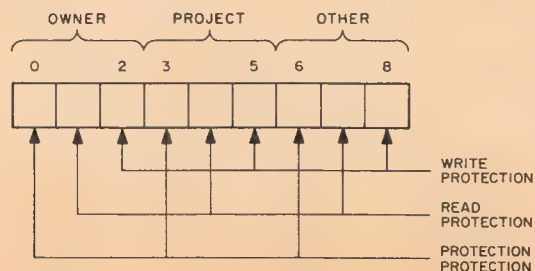 OWNER PROJECT OTHER
0 2 3 5 6 8
WRITE
PROTECTION
READ
PROTECTION
PROTECTION
PROTECTION